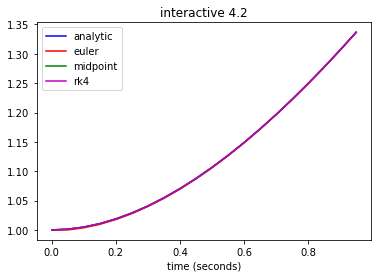 interactive 4.2
1.35
1.30
1.25
1.20
1.15
1.10
1.05
1.00
analytic
euler
midpoint
rk4
0.0 0.2 0.4 0.6 0.8
time (seconds)